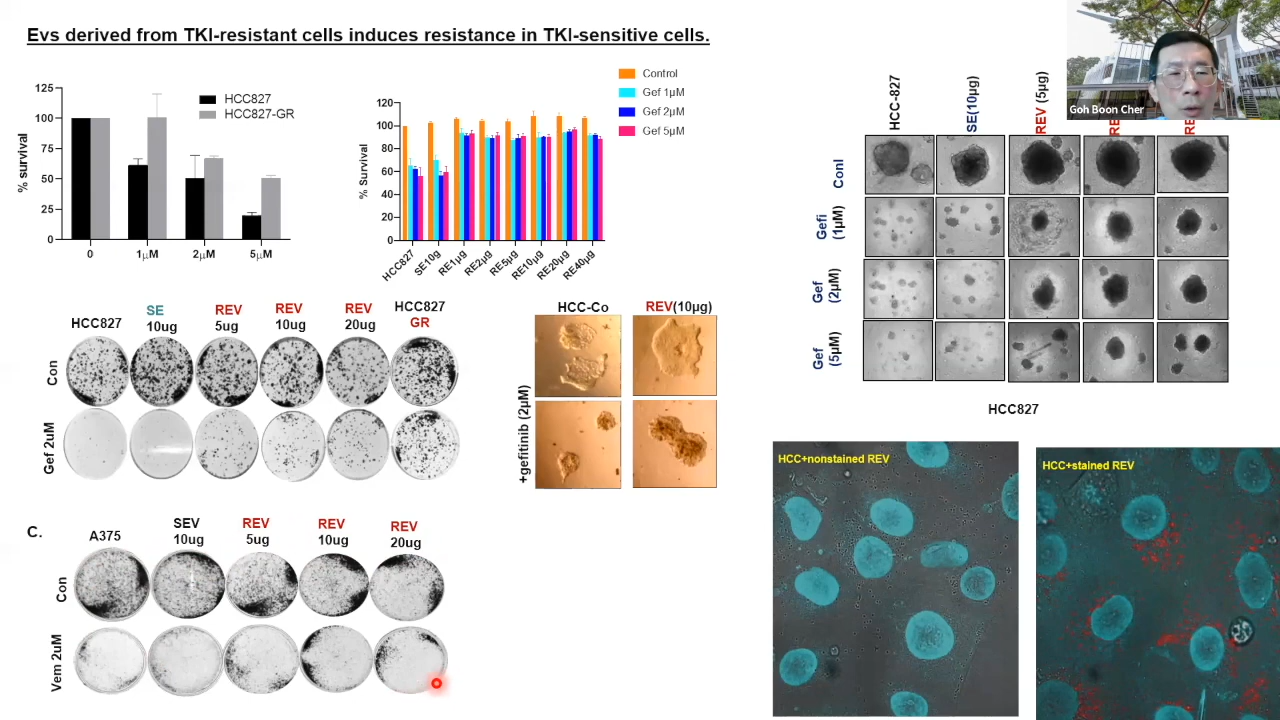 Evs derived from TKI-resistant cells induces resistance in TKI-sensitive cells.
Goh Boon Cher
% survival
125
100
75
50
25
0
0
1µM
2µM
5µM
HCC827
HCC827-GR
% Survival
120
100
80
60
40
20
0
HCC827
SE10g
RE1µg
RE2µg
RE5µg
RE10µg
RE20µg
RE40µg
Control
Gef 1µM
Gef 2µM
Gef 5µM
HCC-827
SE(10µg)
REV (5µg)
RE
RE
Conl
Gefi (1µM)
Gef (2µM)
Gef (5µM)
HCC827
HCC827
SE 10ug
REV 5ug
REV 10ug
REV 20ug
HCC827 GR
Con
Gef 2uM
HCC-Co
REV(10µg)
+gefitinib (2µM)
C.
A375
SEV 10ug
REV 5ug
REV 10ug
REV 20ug
Con
Vem 2uM
HCC+nonstained REV
HCC+stained REV